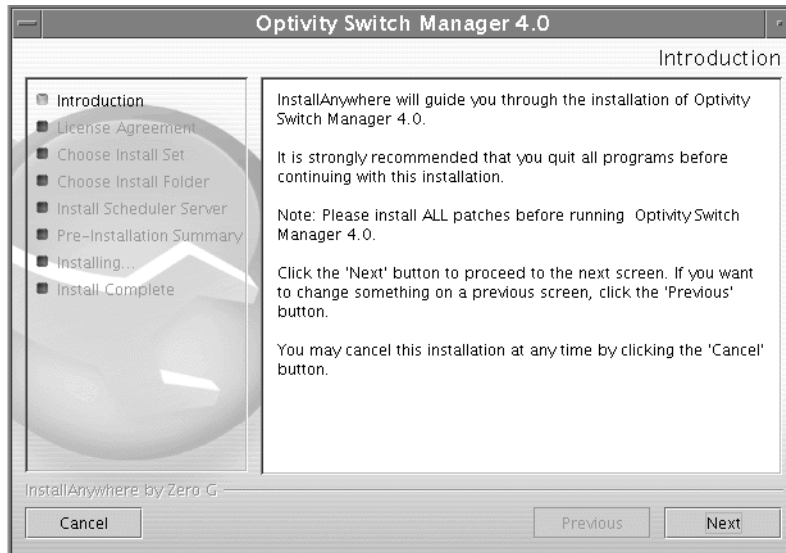 Optivity Switch Manager 4.0
Introduction
Introduction
License Agreement
Choose Install Set
Choose Install Folder
Install Scheduler Server
Pre-Installation Summary
Installing...
Install Complete
InstallAnywhere will guide you through the installation of Optivity
Switch Manager 4.0.
It is strongly recommended that you quit all programs before
continuing with this installation.
Note: Please install ALL patches before running  Optivity Switch
Manager 4.0.
Click the 'Next' button to proceed to the next screen. If you want
to change something on a previous screen, click the 'Previous'
button.
You may cancel this installation at any time by clicking the 'Cancel'
button.
InstallAnywhere by Zero G
Cancel
Previous
Next